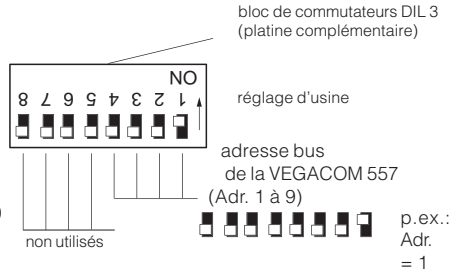 bloc de commutateurs DIL 3
(platine complémentaire)
ON
8 7 6 5 4 3 2 1
réglage d'usine
adresse bus
de la VEGACOM 557
(Adr. 1 à 9)
)
non utilisés
p.ex.:
Adr.
= 1